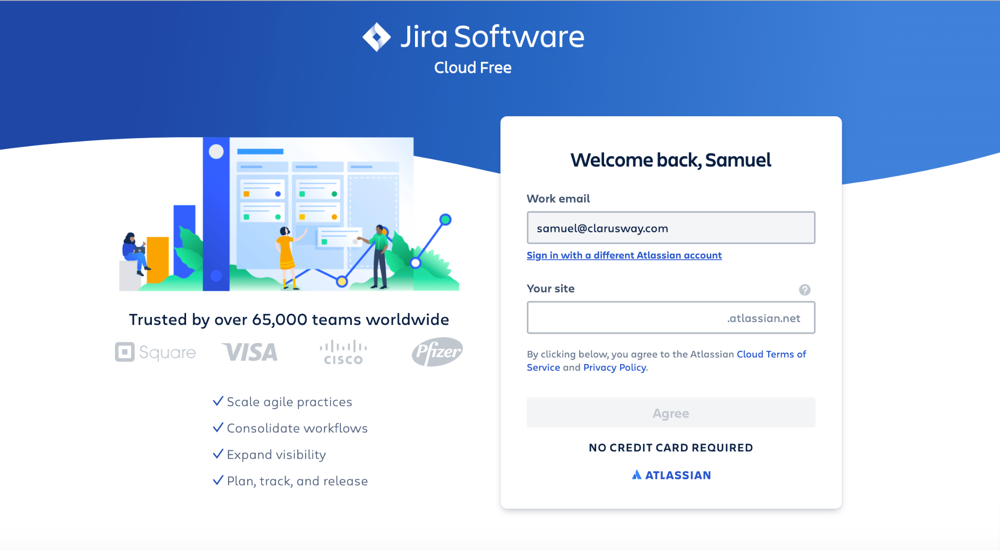 Jira Software
Cloud Free
Welcome back, Samuel
Work email
samuel@clarusway.com
Sign in with a different Atlassian account
Your site
?
.atlassian.net
By clicking below, you agree to the Atlassian Cloud Terms of
Service and Privacy Policy.
Agree
NO CREDIT CARD REQUIRED
ATLASSIAN
Trusted by over 65,000 teams worldwide
Square
VISA
CISCO
Pfizer
Scale agile practices
Consolidate workflows
Expand visibility
Plan, track, and release